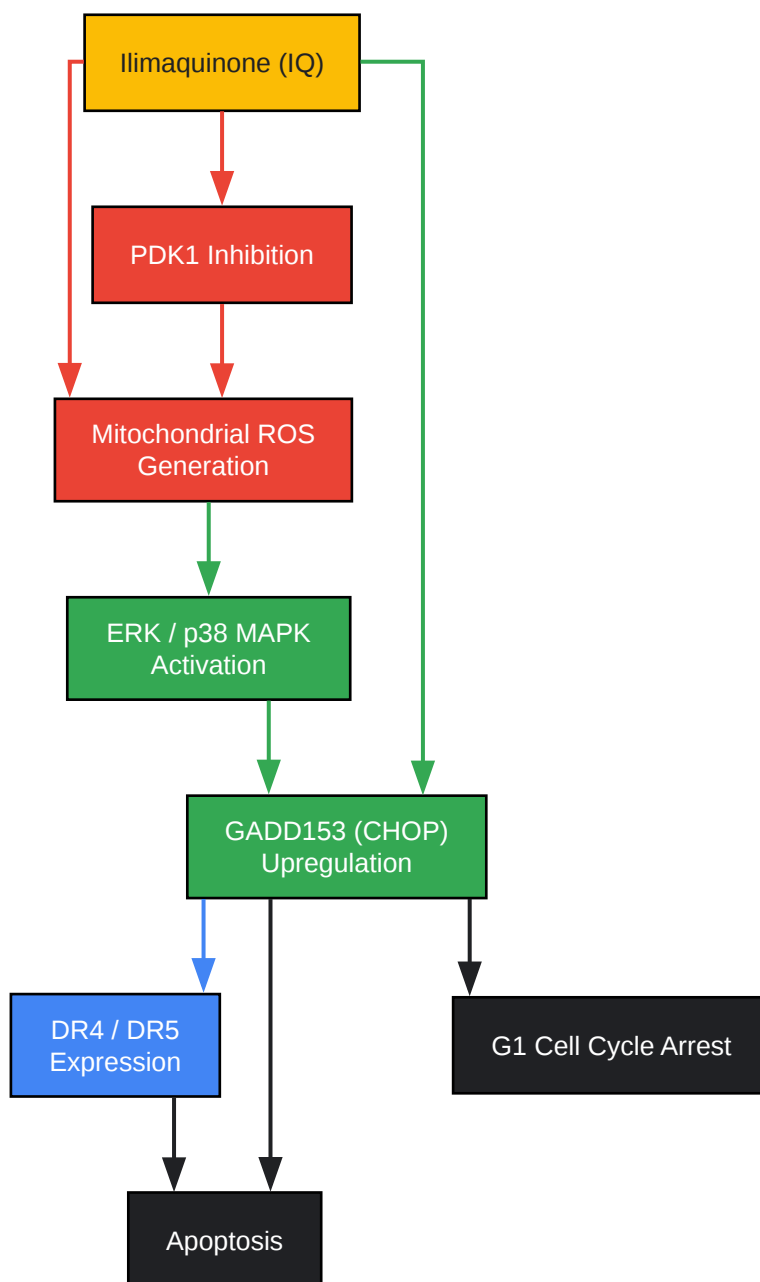 Ilimaquinone (IQ)
PDK1 Inhibition
Mitochondrial ROS
Generation
ERK / p38 MAPK
Activation
GADD153 (CHOP)
Upregulation
DR4 / DR5
Expression
G1 Cell Cycle Arrest
Apoptosis